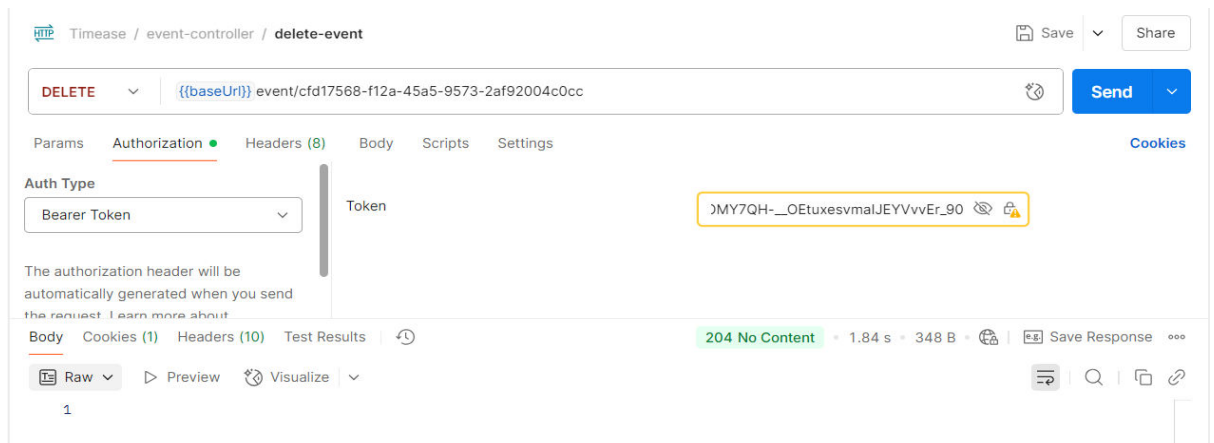 HTTP Timease / event-controller / delete-event Save Share
DELETE {{baseUrl}} event/cfd17568-f12a-45a5-9573-2af92004c0cc Send
Params Authorization Headers (8) Body Scripts Settings Cookies
Auth Type
Bearer Token
Token
MY7QH-__OEtuxesvmalJEYVvvEr_90
The authorization header will be
automatically generated when you send
the request. Learn more about
Body Cookies (1) Headers (10) Test Results 204 No Content 1.84 s 348 B e.g. Save Response
Raw Preview Visualize
1